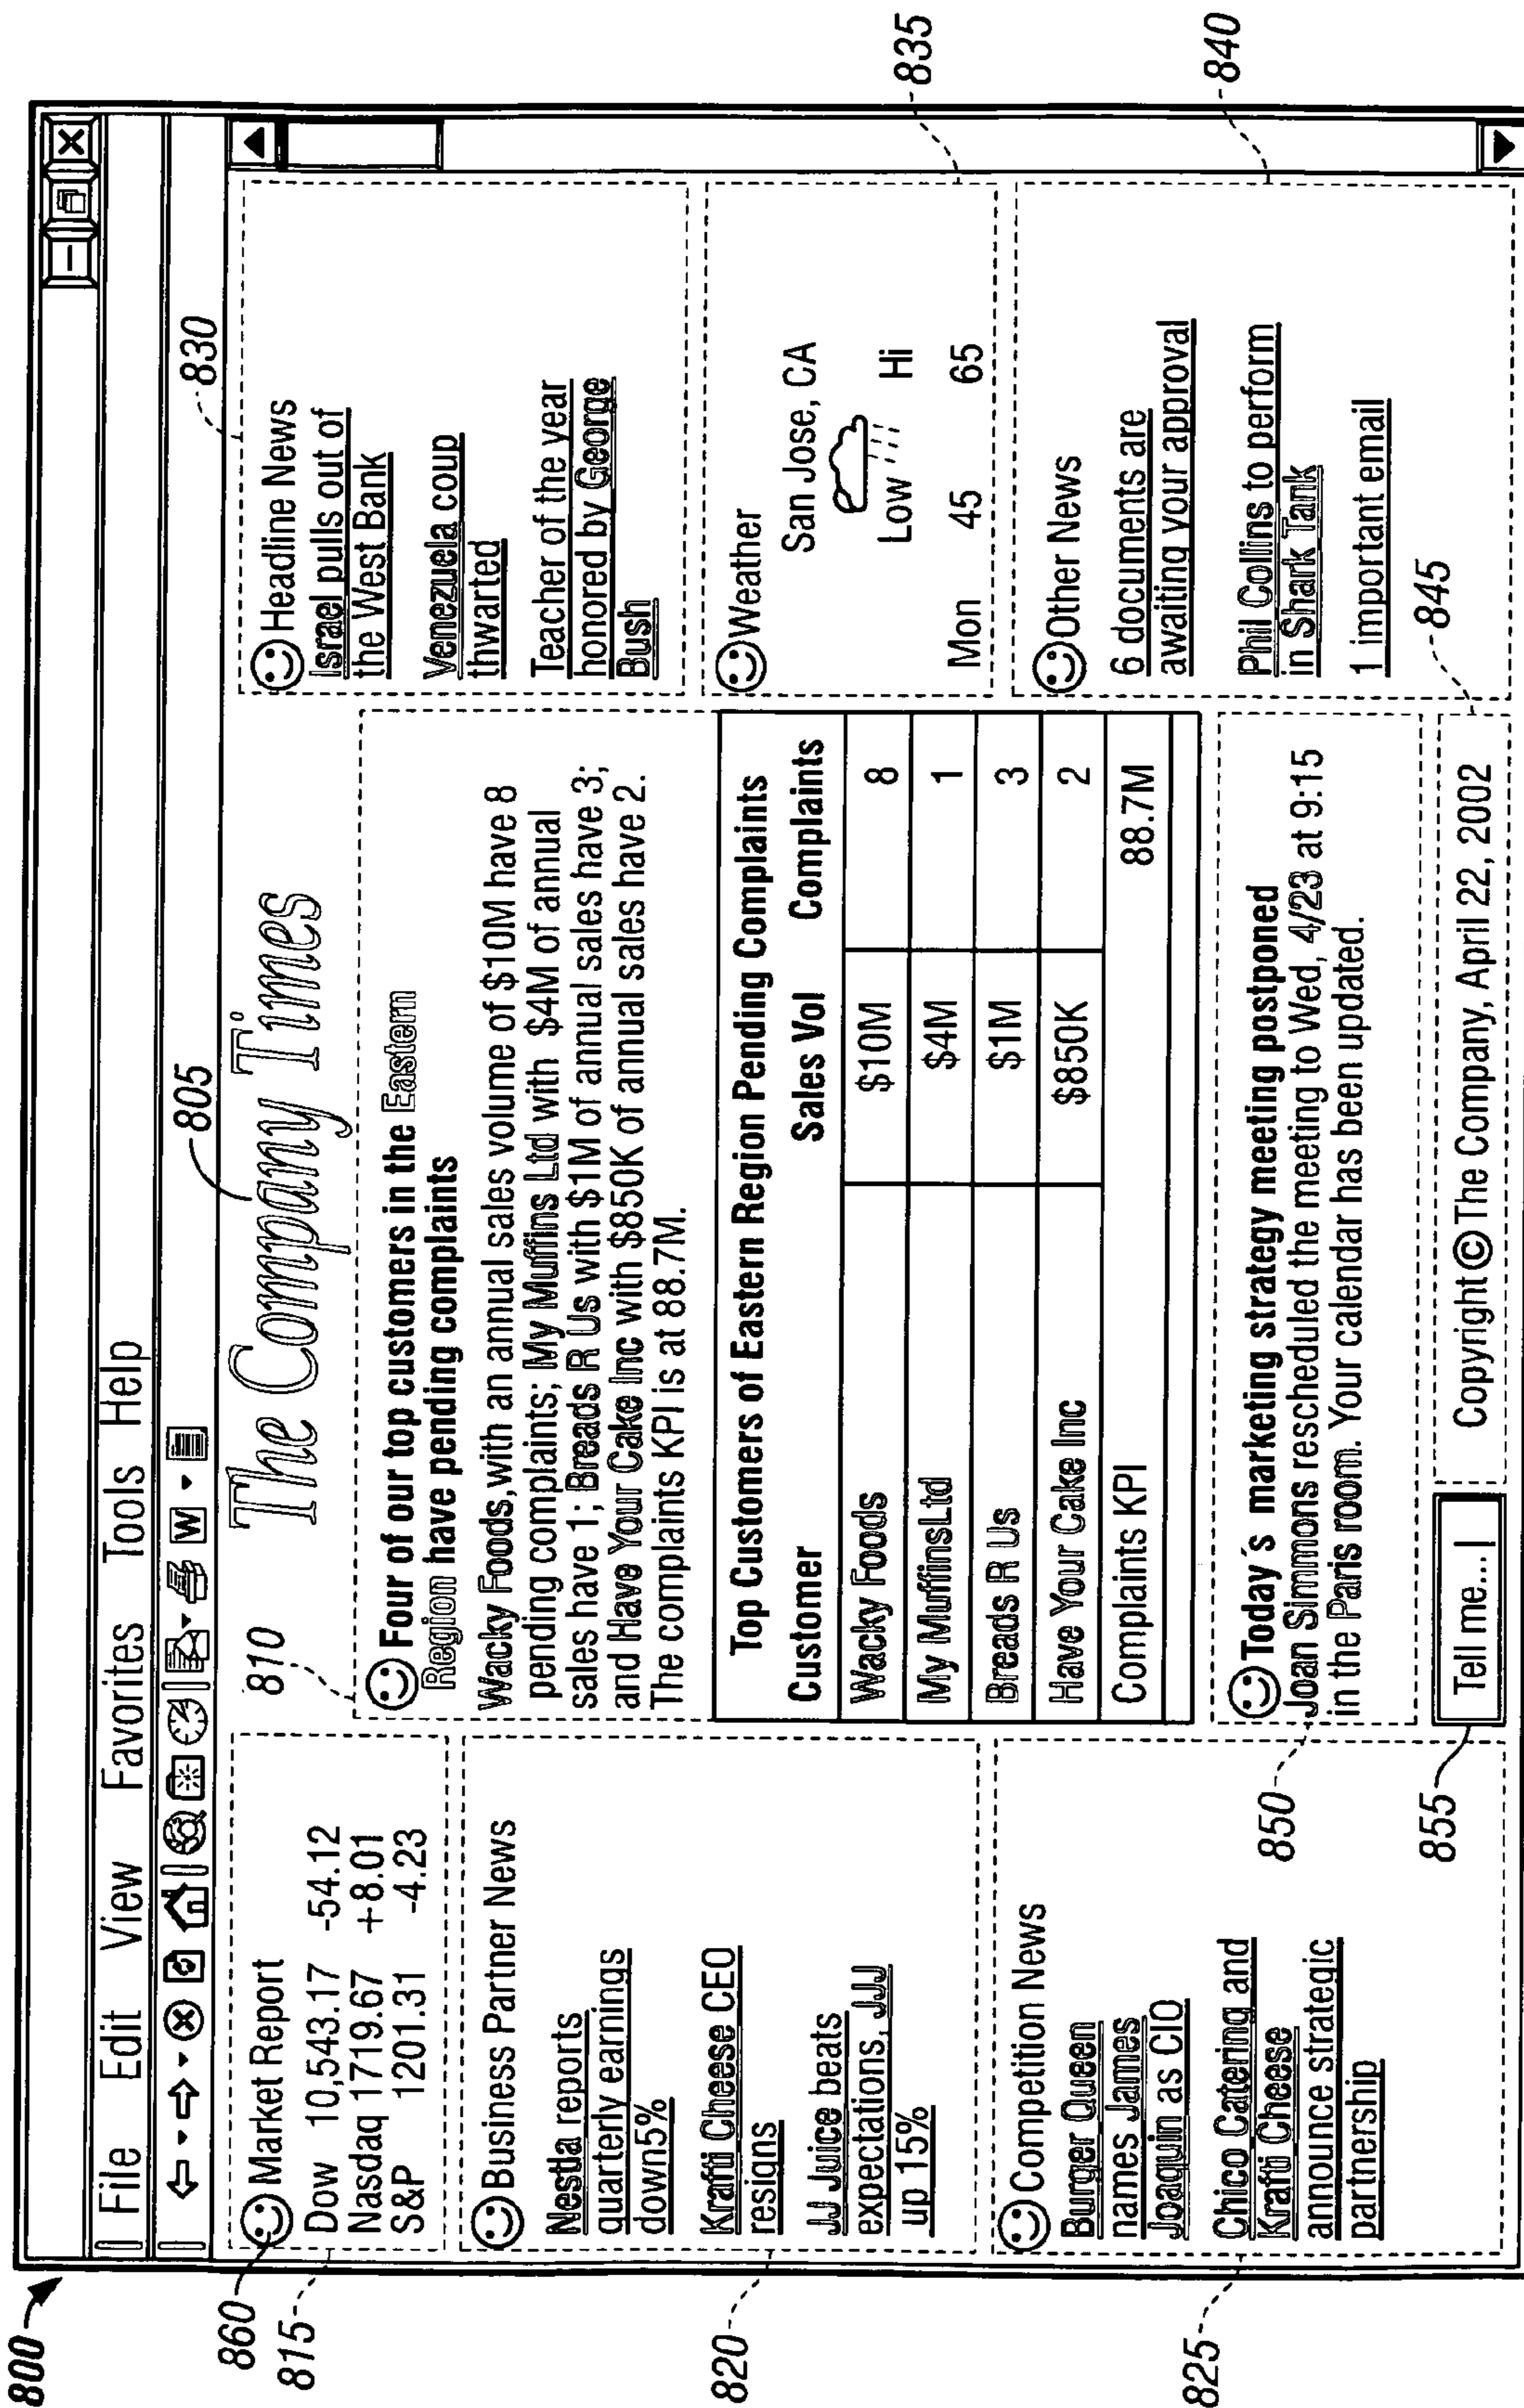 800
File Edit View Favorites Tools Help
W
805
The Company Times
860
815
Market Report
Dow 10,543.17 -54.12
Nasdaq 1719.67 +8.01
S&P 1201.31 -4.23
820
Business Partner News
Nestla reports
quarterly earnings
down5%
Krafti Cheese CEO
resigns
JJ Juice beats
expectations, JJJ
up 15%
825
Competition News
Burger Queen
names James
Joaquin as CIO
Chico Catering and
Krafti Cheese
announce strategic
partnership
810
Four of our top customers in the Eastern
Region have pending complaints
Wacky Foods,with an annual sales volume of $10M have 8
pending complaints; My Muffins Ltd with $4M of annual
sales have 1; Breads R Us with $1M of annual sales have 3;
and Have Your Cake Inc with $850K of annual sales have 2.
The complaints KPI is at 88.7M.
Top Customers of Eastern Region Pending Complaints
Customer Sales Vol Complaints
Wacky Foods $10M 8
My MuffinsLtd $4M 1
Breads R Us $1M 3
Have Your Cake Inc $850K 2
Complaints KPI 88.7M
850
Today´s marketing strategy meeting postponed
Joan Simmons rescheduled the meeting to Wed, 4/23 at 9:15
in the Paris room. Your calendar has been updated.
855
Tell me...|
845
Copyright © The Company, April 22, 2002
830
Headline News
Israel pulls out of
the West Bank
Venezuela coup
thwarted
Teacher of the year
honored by George
Bush
835
Weather
San Jose, CA
Low Hi
Mon 45 65
840
Other News
6 documents are
awaiting your approval
Phil Collins to perform
in Shark Tank
1 important email